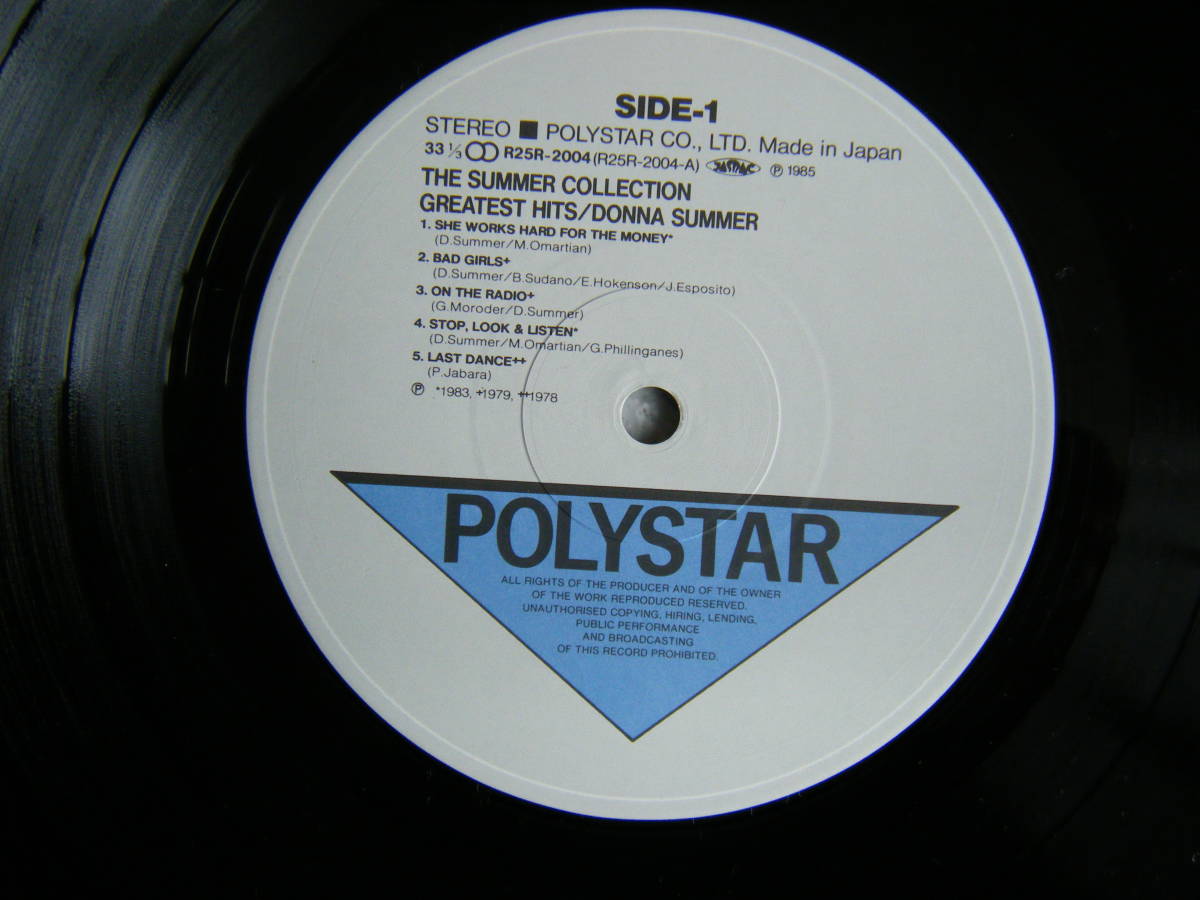 SIDE-1
STEREO ■ POLYSTAR CO., LTD. Made in Japan
33 1/3 R25R-2004 (R25R-2004-A) JASRAC ℗ 1985
THE SUMMER COLLECTION
GREATEST HITS/DONNA SUMMER
1. SHE WORKS HARD FOR THE MONEY*
(D.Summer/M.Omartian)
2. BAD GIRLS+
(D.Summer/B.Sudano/E.Hokenson/J.Esposito)
3. ON THE RADIO+
(G.Moroder/D.Summer)
4. STOP, LOOK & LISTEN*
(D.Summer/M.Omartian/G.Phillinganes)
5. LAST DANCE++
(P.Jabara)
℗ *1983, +1979, ++1978
POLYSTAR
ALL RIGHTS OF THE PRODUCER AND OF THE OWNER
OF THE WORK REPRODUCED RESERVED.
UNAUTHORISED COPYING, HIRING, LENDING,
PUBLIC PERFORMANCE
AND BROADCASTING
OF THIS RECORD PROHIBITED.